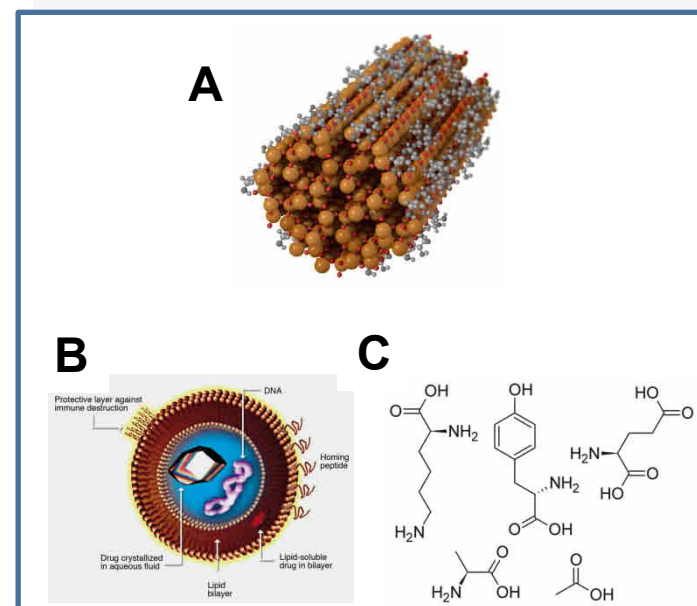 A
B
C
DNA
Protective layer against
immune destruction
Homing
peptide
Drug crystallized
in aqueous fluid
Lipid
bilayer
Lipid-soluble
drug in bilayer
OH
O
NH₂
H₂N
OH
NH₂
O
OH
HO
O
H₂N
O
HO
O
H₂N
OH
O
OH